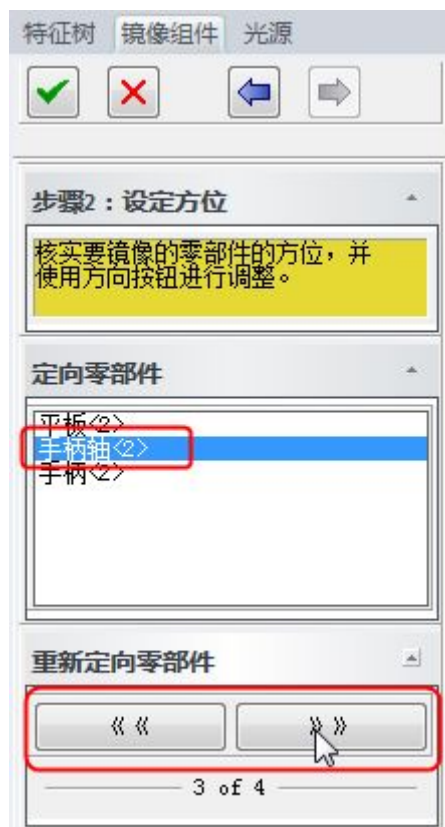 特征树 镜像组件 光源
步骤2：设定方位
核实要镜像的零部件的方位，并
使用方向按钮进行调整。
定向零部件
平板<2>
手柄轴<2>
手柄<2>
重新定向零部件
《《 》》
3 of 4